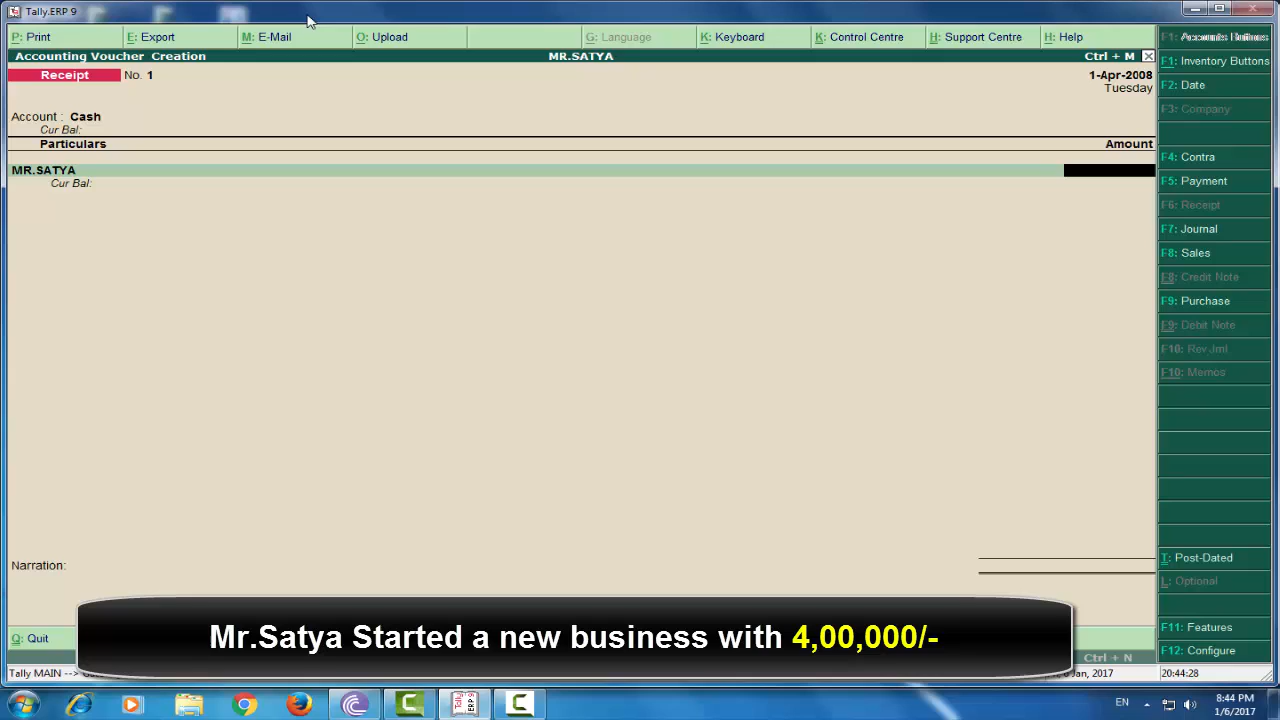 Tally.ERP 9
P: Print E: Export M: E-Mail O: Upload G: Language K: Keyboard K: Control Centre H: Support Centre H: Help
Accounting Voucher Creation MR.SATYA Ctrl + M
Receipt No. 1 1-Apr-2008
Tuesday
Account : Cash
Cur Bal:
Particulars Amount
MR.SATYA
Cur Bal:
Narration:
F1: Inventory Buttons
F2: Date
F3: Company
F4: Contra
F5: Payment
F6: Receipt
F7: Journal
F8: Sales
F8: Credit Note
F9: Purchase
F9: Debit Note
F10: Rev Jrnl
F10: Memos
T: Post-Dated
L: Optional
F11: Features
F12: Configure
Q: Quit
Mr.Satya Started a new business with 4,00,000/-
Ctrl + N
Tally MAIN --> Jan, 2017 20:44:28
EN 8:44 PM
1/6/2017